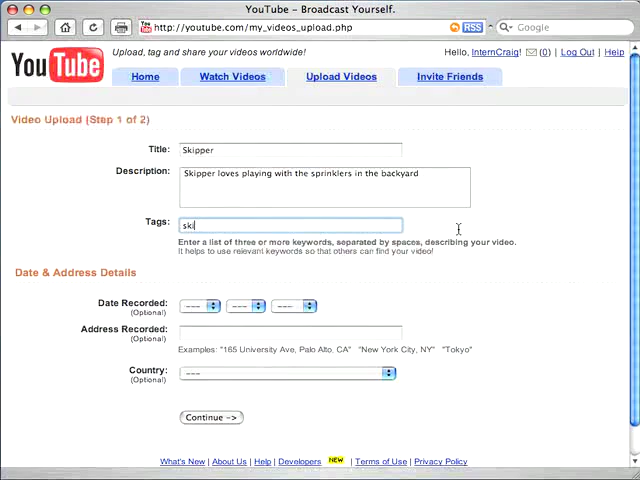 YouTube - Broadcast Yourself.
http://youtube.com/my_videos_upload.php
RSS
Google
YouTube
Upload, tag and share your videos worldwide!
Hello, InternCraig! (0) | Log Out | Help
Home
Watch Videos
Upload Videos
Invite Friends
Video Upload (Step 1 of 2)
Title: Skipper
Description: Skipper loves playing with the sprinklers in the backyard
Tags: ski
Enter a list of three or more keywords, separated by spaces, describing your video.
It helps to use relevant keywords so that others can find your video!
Date & Address Details
Date Recorded: --- --- ---
(Optional)
Address Recorded:
(Optional)
Examples: "165 University Ave, Palo Alto, CA" "New York City, NY" "Tokyo"
Country: ---
(Optional)
Continue ->
What's New | About Us | Help | Developers NEW | Terms of Use | Privacy Policy